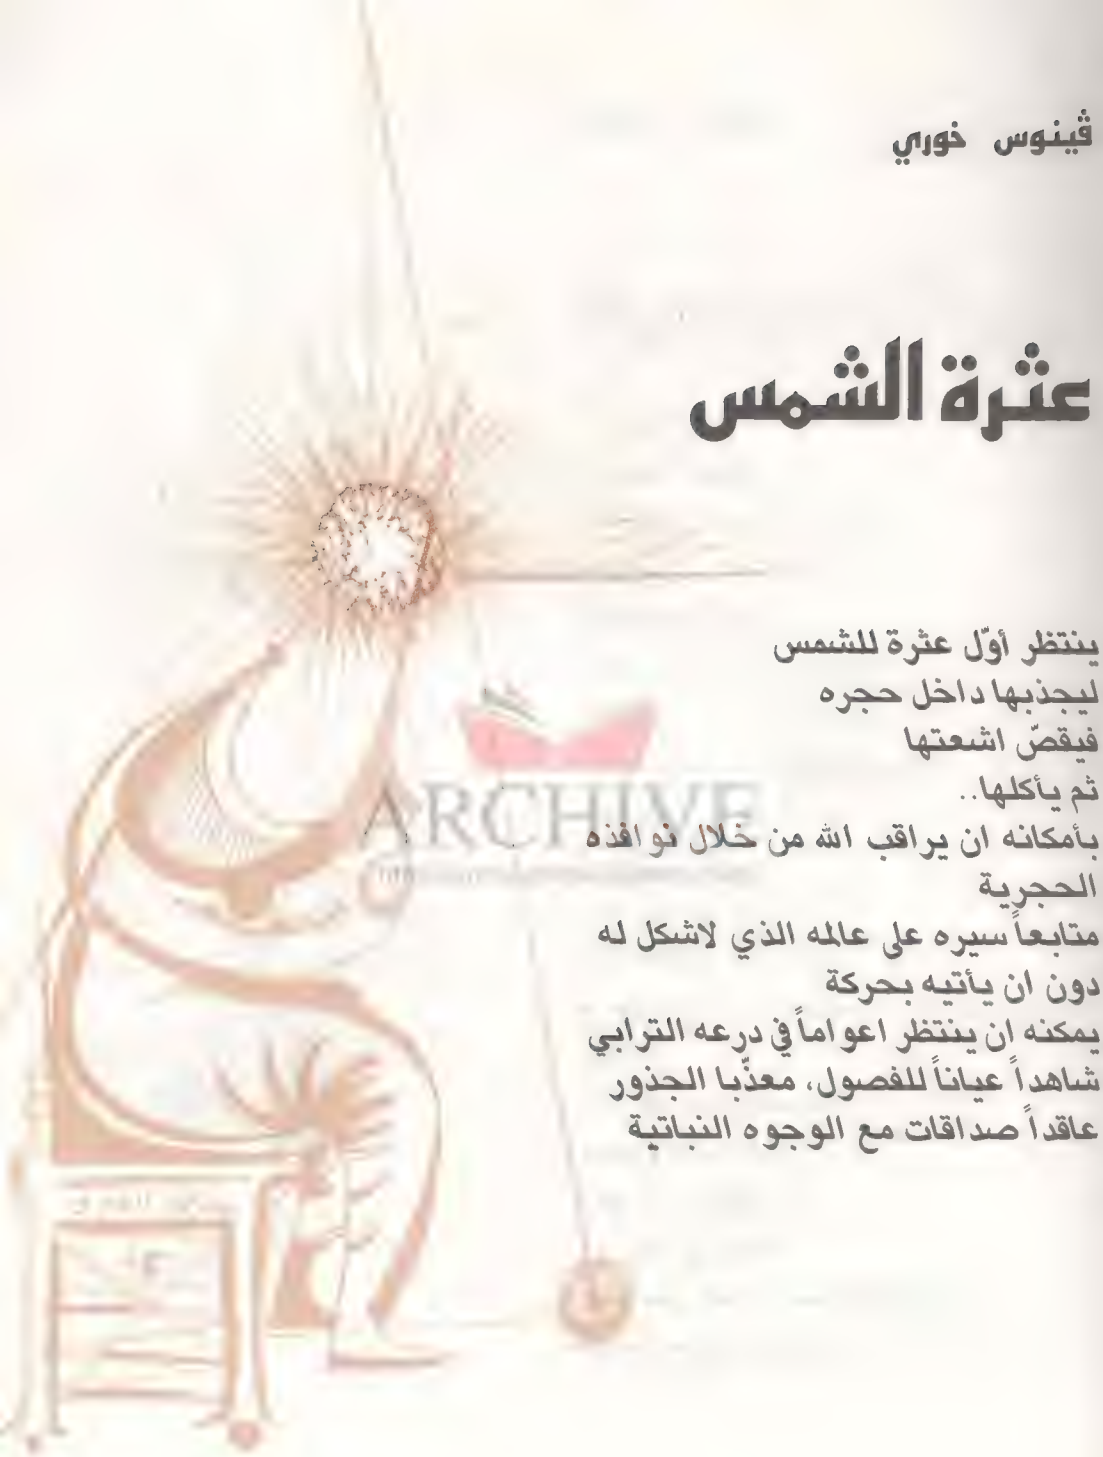 ڤينوس خوري
عثرة الشمس
ينتظر أوّل عثرة للشمس
ليجذبها داخل حجره
فيقصّ اشعتها
ثم يأكلها..
بأمكانه ان يراقب الله من خلال نوافذه
الحجرية
متابعاً سيره على عالمه الذي لاشكل له
دون ان يأتيه بحركة
يمكنه ان ينتظر اعواماً في درعه الترابي
شاهداً عياناً للفصول، معذّبا الجذور
عاقداً صداقات مع الوجوه النباتية
ARCHIVE